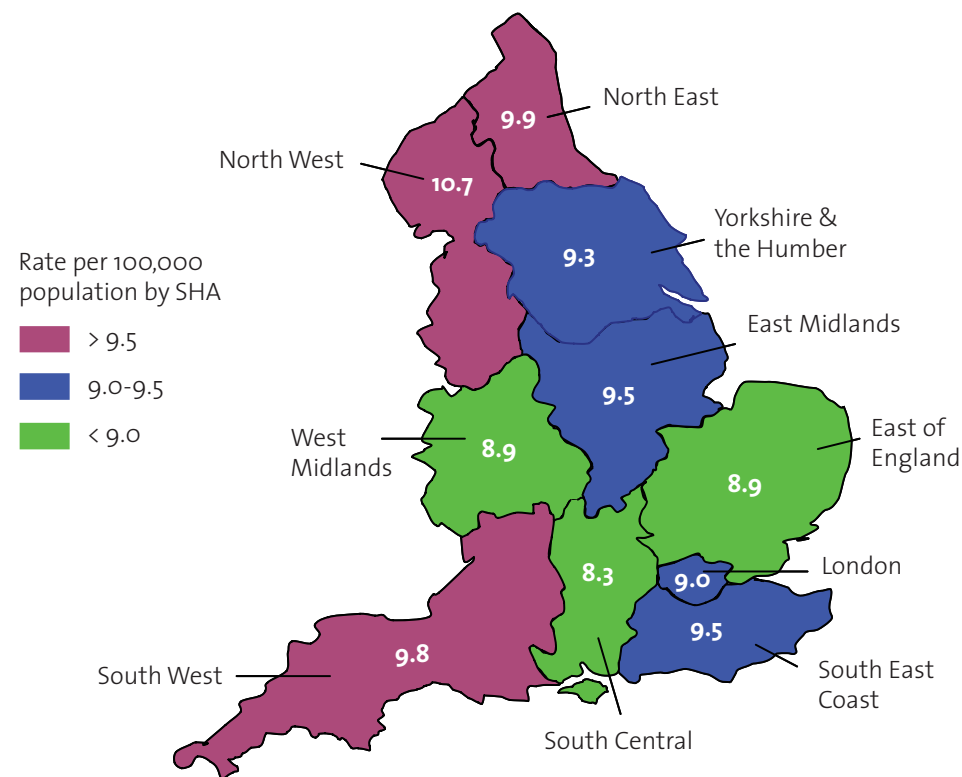 North East
9.9
North West
10.7
Yorkshire &
the Humber
9.3
Rate per 100,000
population by SHA
> 9.5
9.0-9.5
< 9.0
East Midlands
9.5
West
Midlands
8.9
East of
England
8.9
8.3
London
9.0
9.5
South West
9.8
South East
Coast
South Central